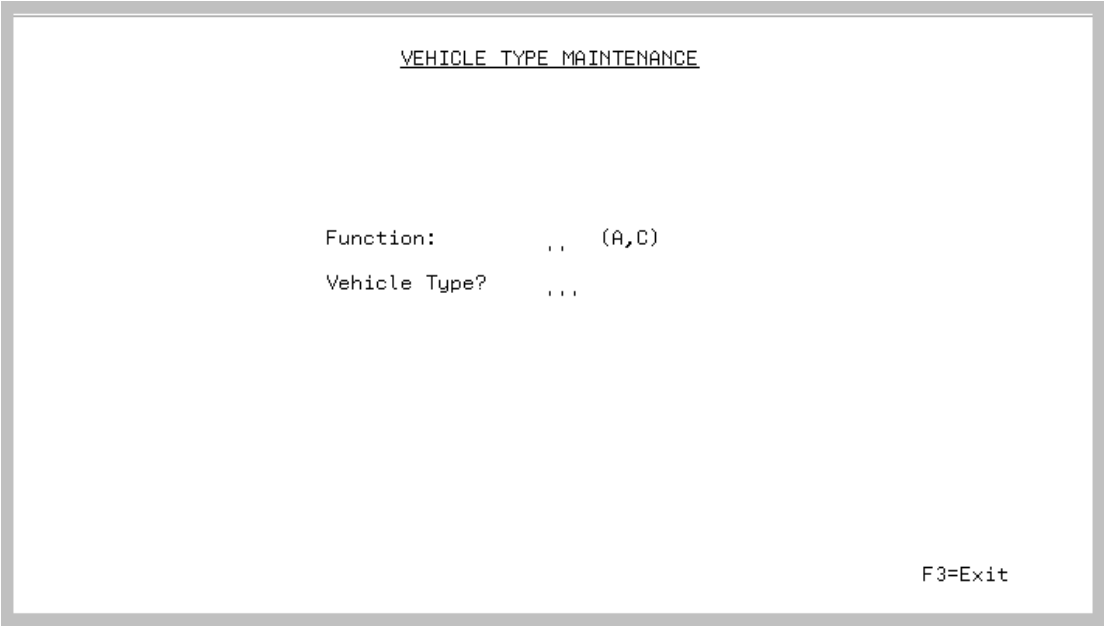 VEHICLE TYPE MAINTENANCE
Function: (A,C)
Vehicle Type?
F3=Exit